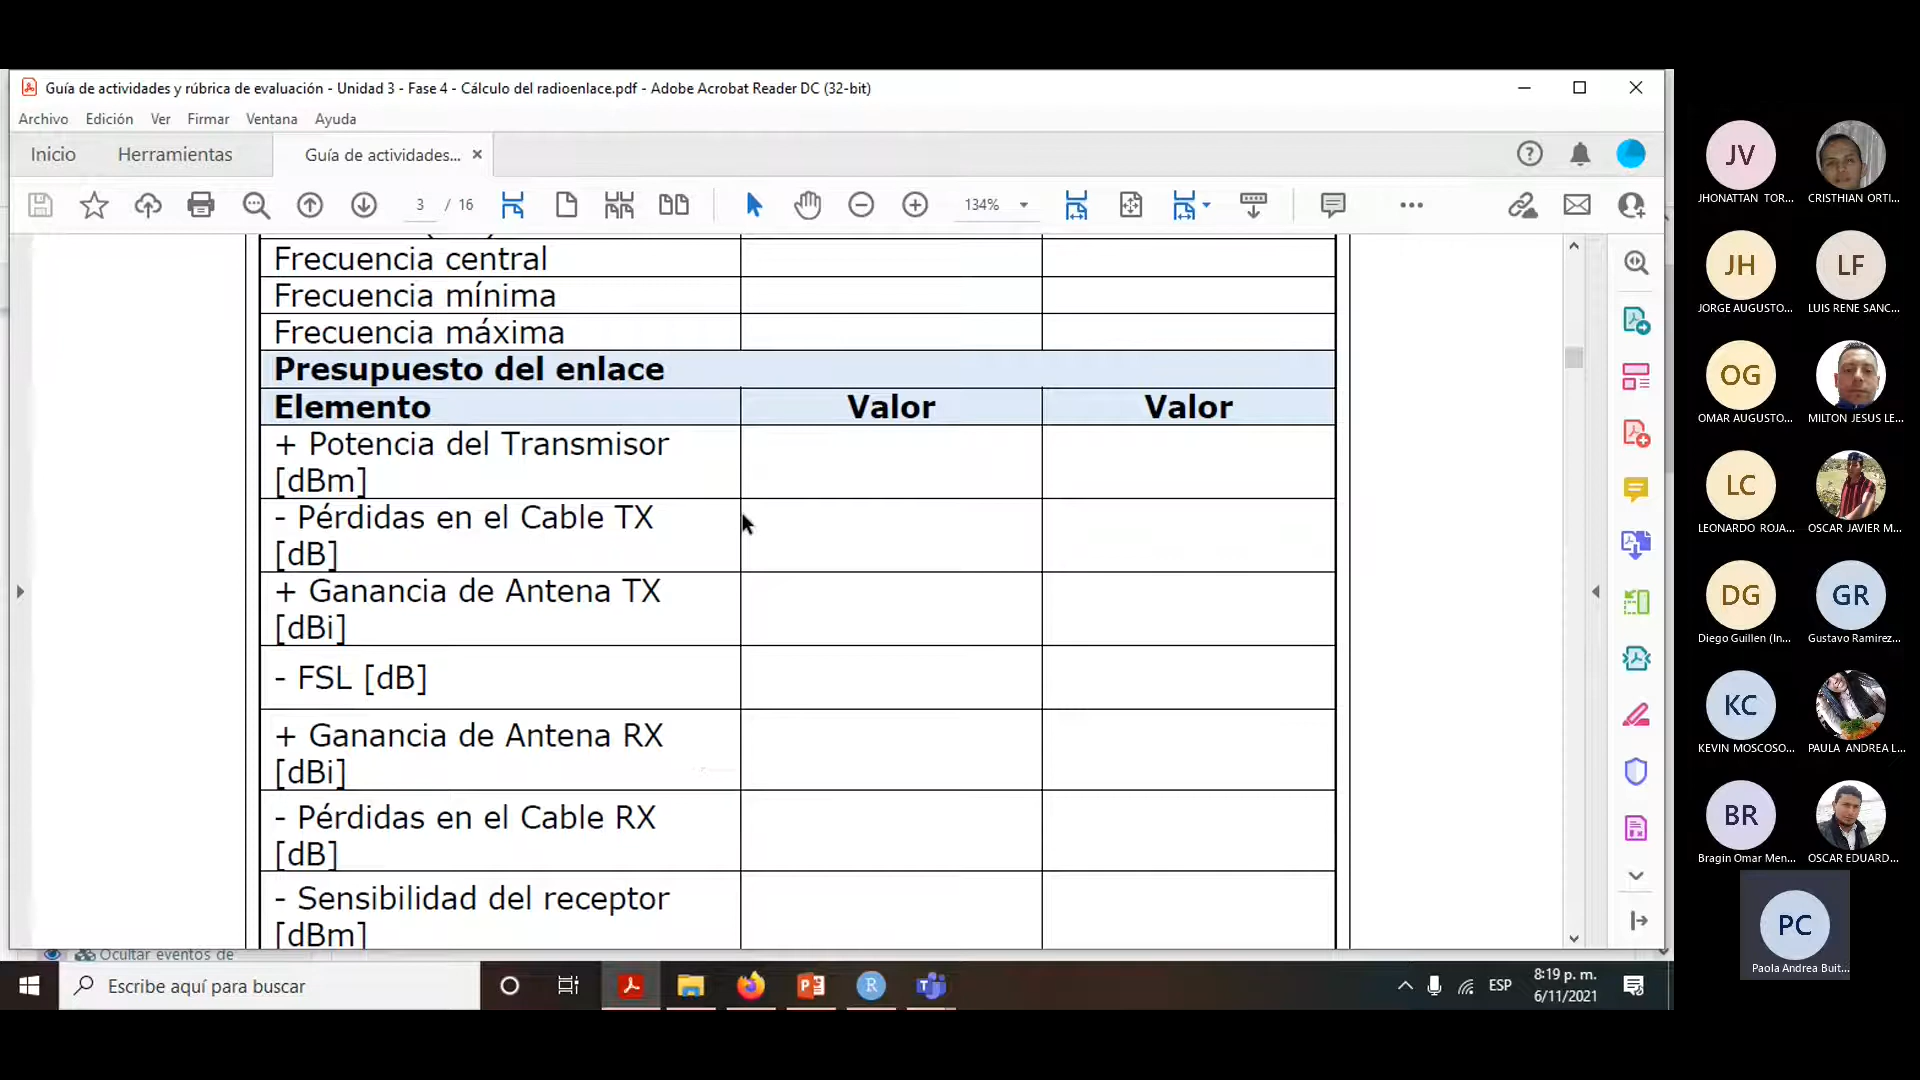 Guía de actividades y rúbrica de evaluación - Unidad 3 - Fase 4 - Cálculo del radioenlace.pdf - Adobe Acrobat Reader DC (32-bit)
Archivo Edición Ver Firmar Ventana Ayuda
Inicio Herramientas Guía de actividades... ×
3 / 16 134%
Frecuencia central
Frecuencia mínima
Frecuencia máxima
Presupuesto del enlace
Elemento Valor Valor
+ Potencia del Transmisor
[dBm]
- Pérdidas en el Cable TX
[dB]
+ Ganancia de Antena TX
[dBi]
- FSL [dB]
+ Ganancia de Antena RX
[dBi]
- Pérdidas en el Cable RX
[dB]
- Sensibilidad del receptor
[dBm]
Ocultar eventos de
Escribe aquí para buscar
ESP
8:19 p. m.
6/11/2021
JV
JHONATTAN TOR... CRISTHIAN ORTI...
JH LF
JORGE AUGUSTO... LUIS RENE SANC...
OG
OMAR AUGUSTO... MILTON JESUS LE...
LC
LEONARDO ROJA... OSCAR JAVIER M...
DG GR
Diego Guillen (In... Gustavo Ramirez...
KC
KEVIN MOSCOSO... PAULA ANDREA L...
BR
Bragin Omar Men... OSCAR EDUARD...
PC
Paola Andrea Buit...